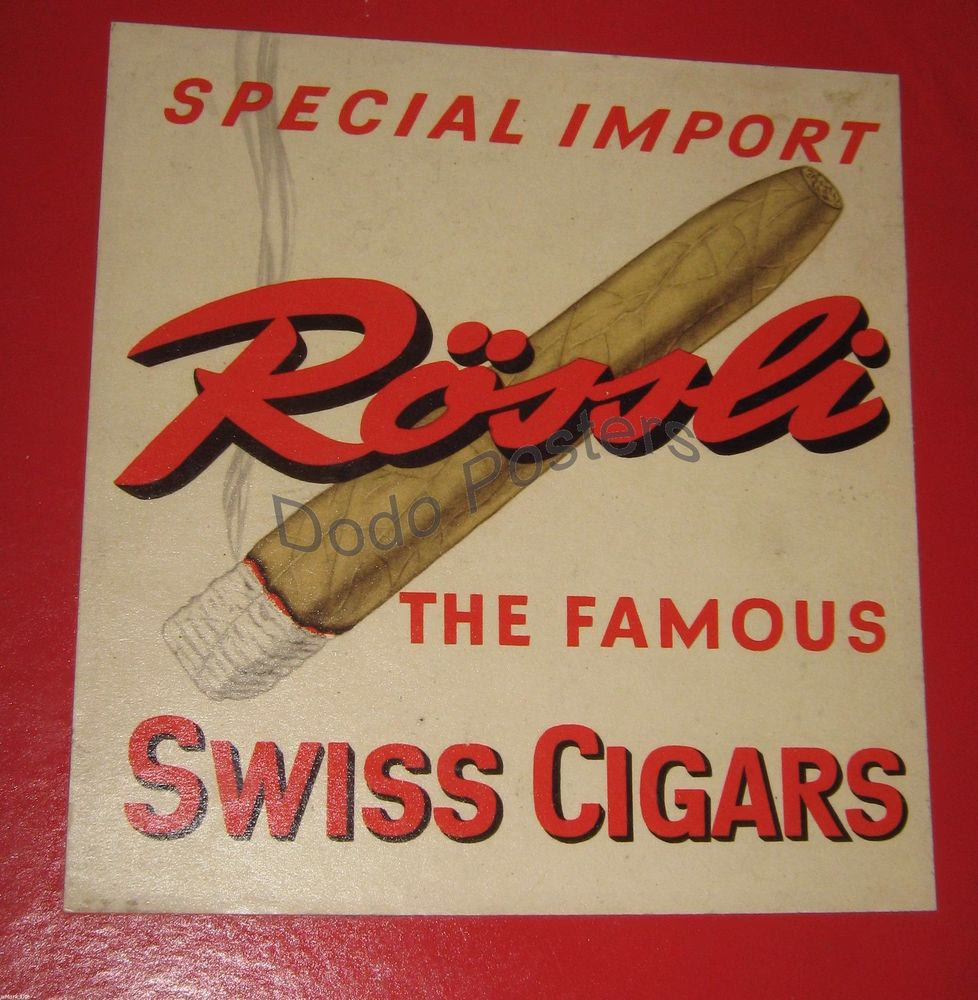 SPECIAL IMPORT
Rössli
Dodo Posters
THE FAMOUS
SWISS CIGARS